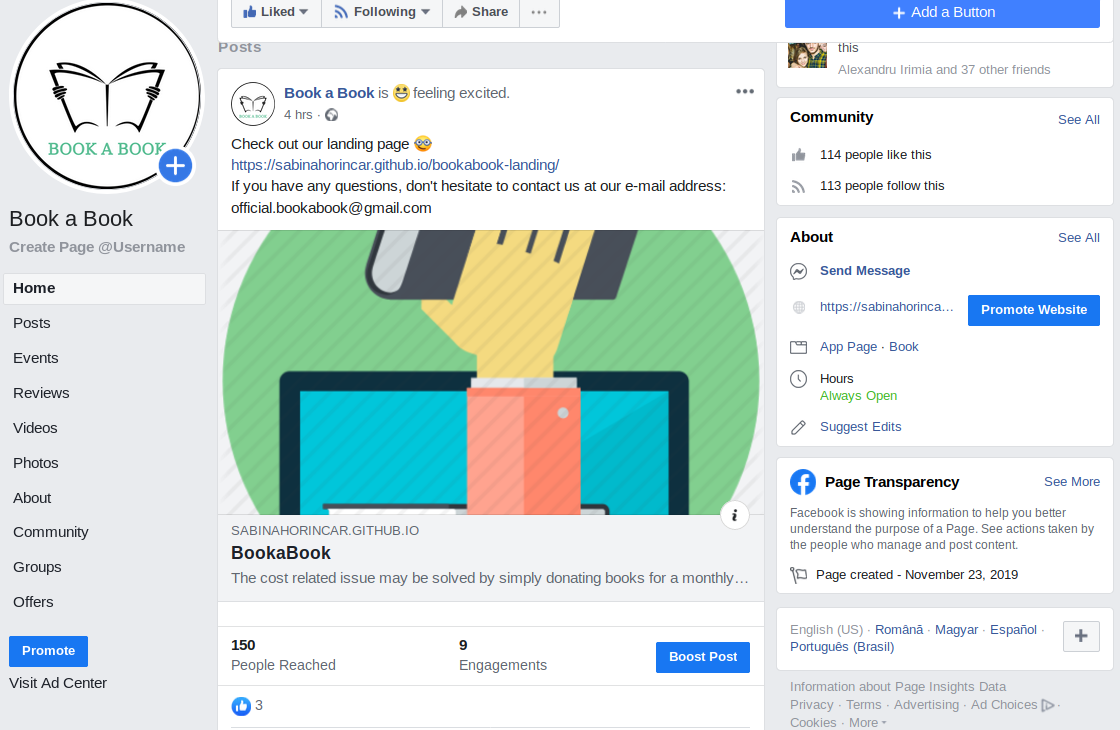 Liked
Following
Share
Add a Button
BOOK A BOOK
Book a Book
Create Page @Username
Home
Posts
Events
Reviews
Videos
Photos
About
Community
Groups
Offers
Promote
Visit Ad Center
Posts
Book a Book is feeling excited.
4 hrs ·
Check out our landing page
https://sabinahorincar.github.io/bookabook-landing/
If you have any questions, don't hesitate to contact us at our e-mail address:
official.bookabook@gmail.com
SABINAHORINCAR.GITHUB.IO
BookaBook
The cost related issue may be solved by simply donating books for a monthly…
150
People Reached
9
Engagements
Boost Post
3
this
Alexandru Irimia and 37 other friends
Community
See All
114 people like this
113 people follow this
About
See All
Send Message
https://sabinahorinca…
Promote Website
App Page · Book
Hours
Always Open
Suggest Edits
Page Transparency
See More
Facebook is showing information to help you better
understand the purpose of a Page. See actions taken by
the people who manage and post content.
Page created - November 23, 2019
English (US) · Română · Magyar · Español ·
Português (Brasil)
Information about Page Insights Data
Privacy · Terms · Advertising · Ad Choices ·
Cookies · More